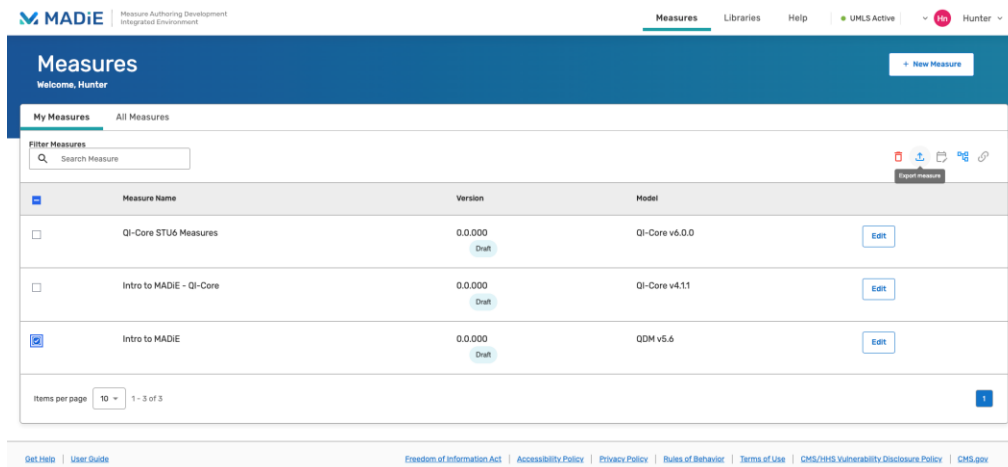 MADiE
Measure Authoring Development
Integrated Environment
Measures Libraries Help UMLS Active Hn Hunter
Measures
Welcome, Hunter
+ New Measure
My Measures All Measures
Filter Measures
Search Measure
Export measure
Measure Name Version Model
QI-Core STU6 Measures 0.0.000 QI-Core v6.0.0 Edit
Draft
Intro to MADiE - QI-Core 0.0.000 QI-Core v4.1.1 Edit
Draft
Intro to MADiE 0.0.000 QDM v5.6 Edit
Draft
Items per page 10 1 - 3 of 3 1
Get Help | User Guide Freedom of Information Act | Accessibility Policy | Privacy Policy | Rules of Behavior | Terms of Use | CMS/HHS Vulnerability Disclosure Policy | CMS.gov